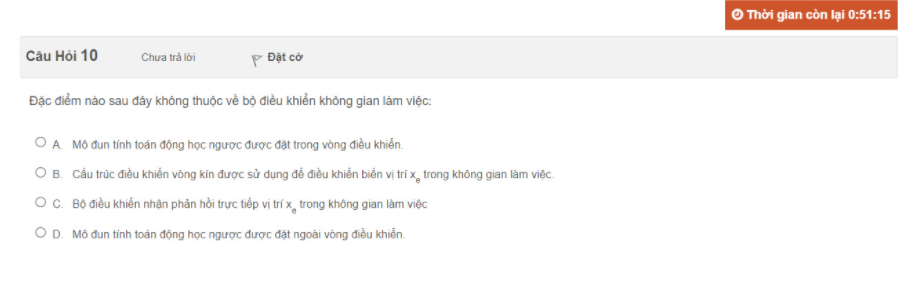 Thời gian còn lại 0:51:15
Câu Hỏi 10 Chưa trả lời Đặt cờ
Đặc điểm nào sau đây không thuộc về bộ điều khiển không gian làm việc:
A. Mô đun tính toán động học ngược được đặt trong vòng điều khiển.
B. Cấu trúc điều khiển vòng kín được sử dụng để điều khiển biến vị trí xe trong không gian làm việc.
C. Bộ điều khiển nhận phản hồi trực tiếp vị trí xe trong không gian làm việc
D. Mô đun tính toán động học ngược được đặt ngoài vòng điều khiển.